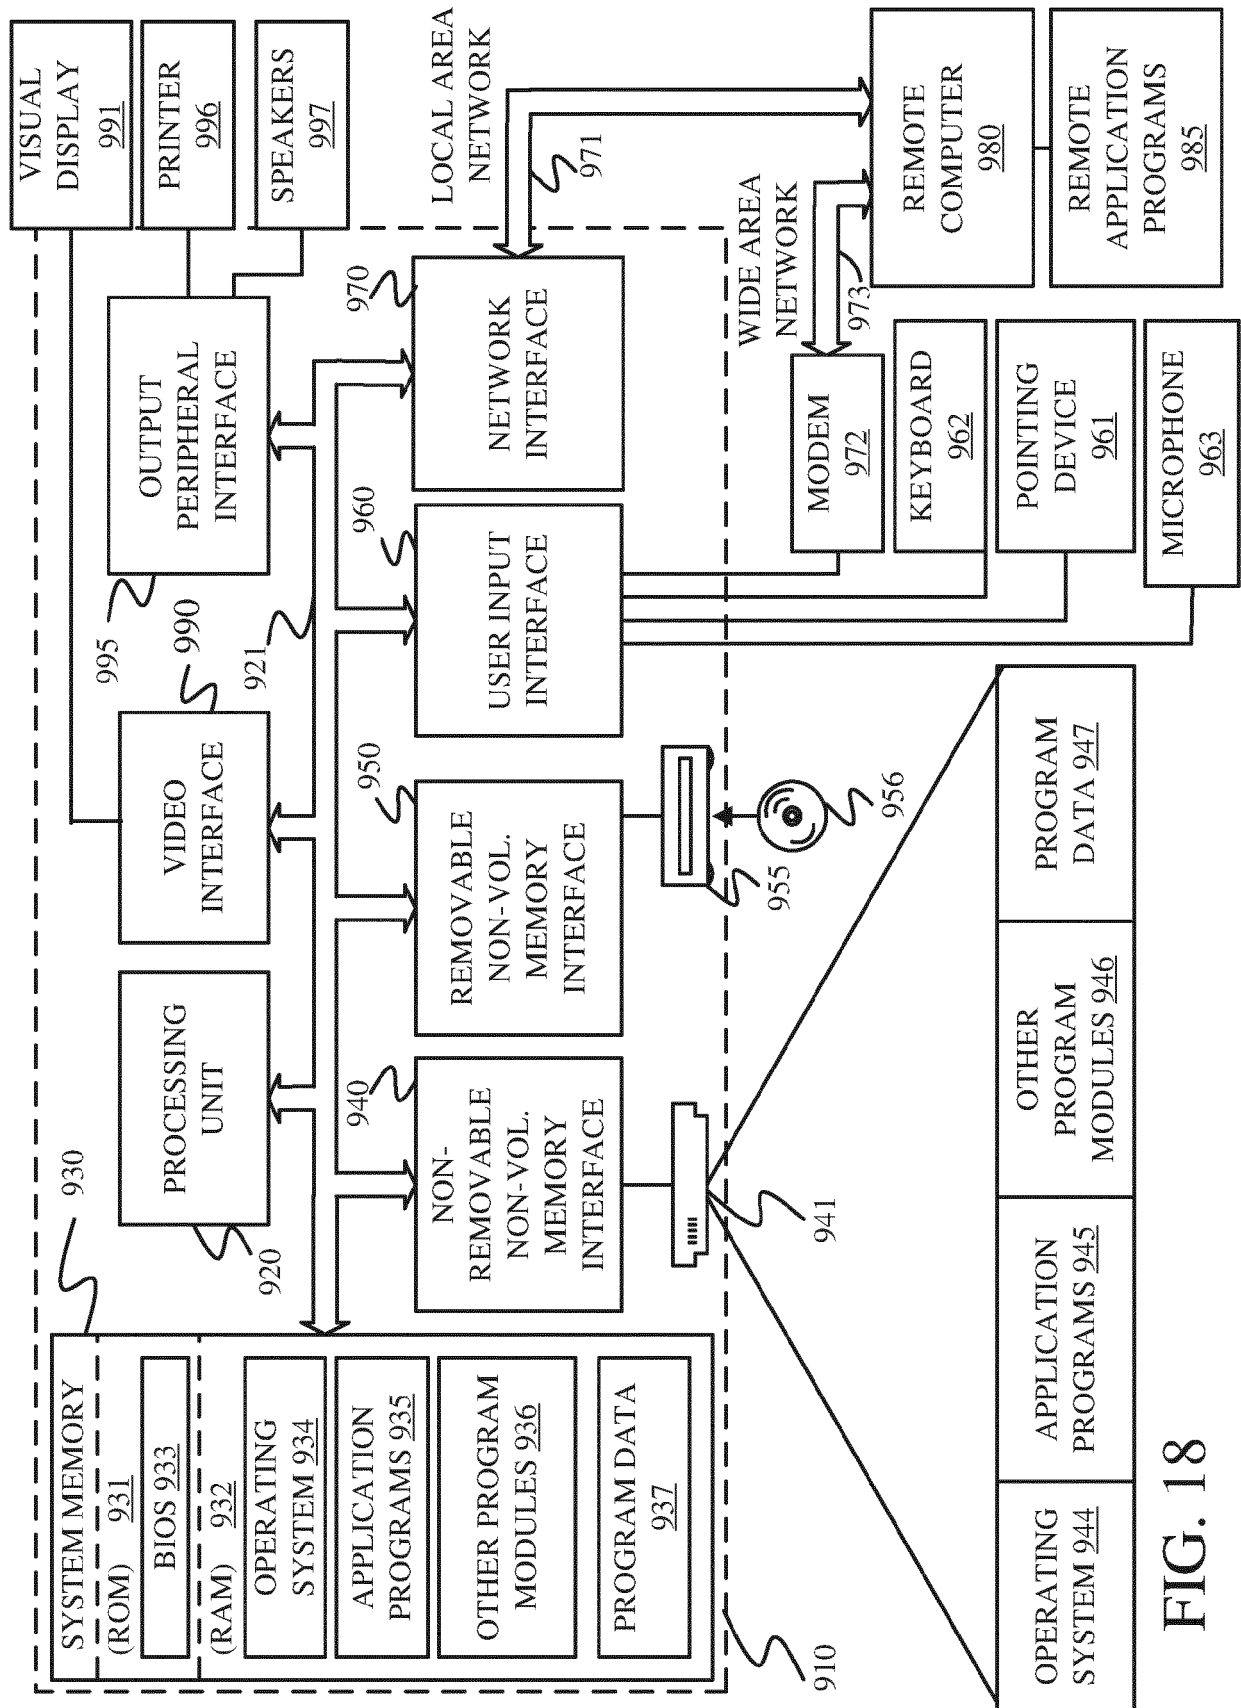 SYSTEM MEMORY
(ROM) 931
BIOS 933
(RAM) 932
OPERATING
SYSTEM 934
APPLICATION
PROGRAMS 935
OTHER PROGRAM
MODULES 936
PROGRAM DATA
937
930
PROCESSING
UNIT
920
VIDEO
INTERFACE
990
921
OUTPUT
PERIPHERAL
INTERFACE
995
VISUAL
DISPLAY
991
PRINTER
996
SPEAKERS
997
NON-
REMOVABLE
NON-VOL.
MEMORY
INTERFACE
940
REMOVABLE
NON-VOL.
MEMORY
INTERFACE
950
USER INPUT
INTERFACE
960
NETWORK
INTERFACE
970
LOCAL AREA
NETWORK
971
WIDE AREA
NETWORK
973
910
941
955
956
MODEM
972
KEYBOARD
962
POINTING
DEVICE
961
MICROPHONE
963
REMOTE
COMPUTER
980
REMOTE
APPLICATION
PROGRAMS
985
OPERATING
SYSTEM 944
APPLICATION
PROGRAMS 945
OTHER
PROGRAM
MODULES 946
PROGRAM
DATA 947
FIG. 18